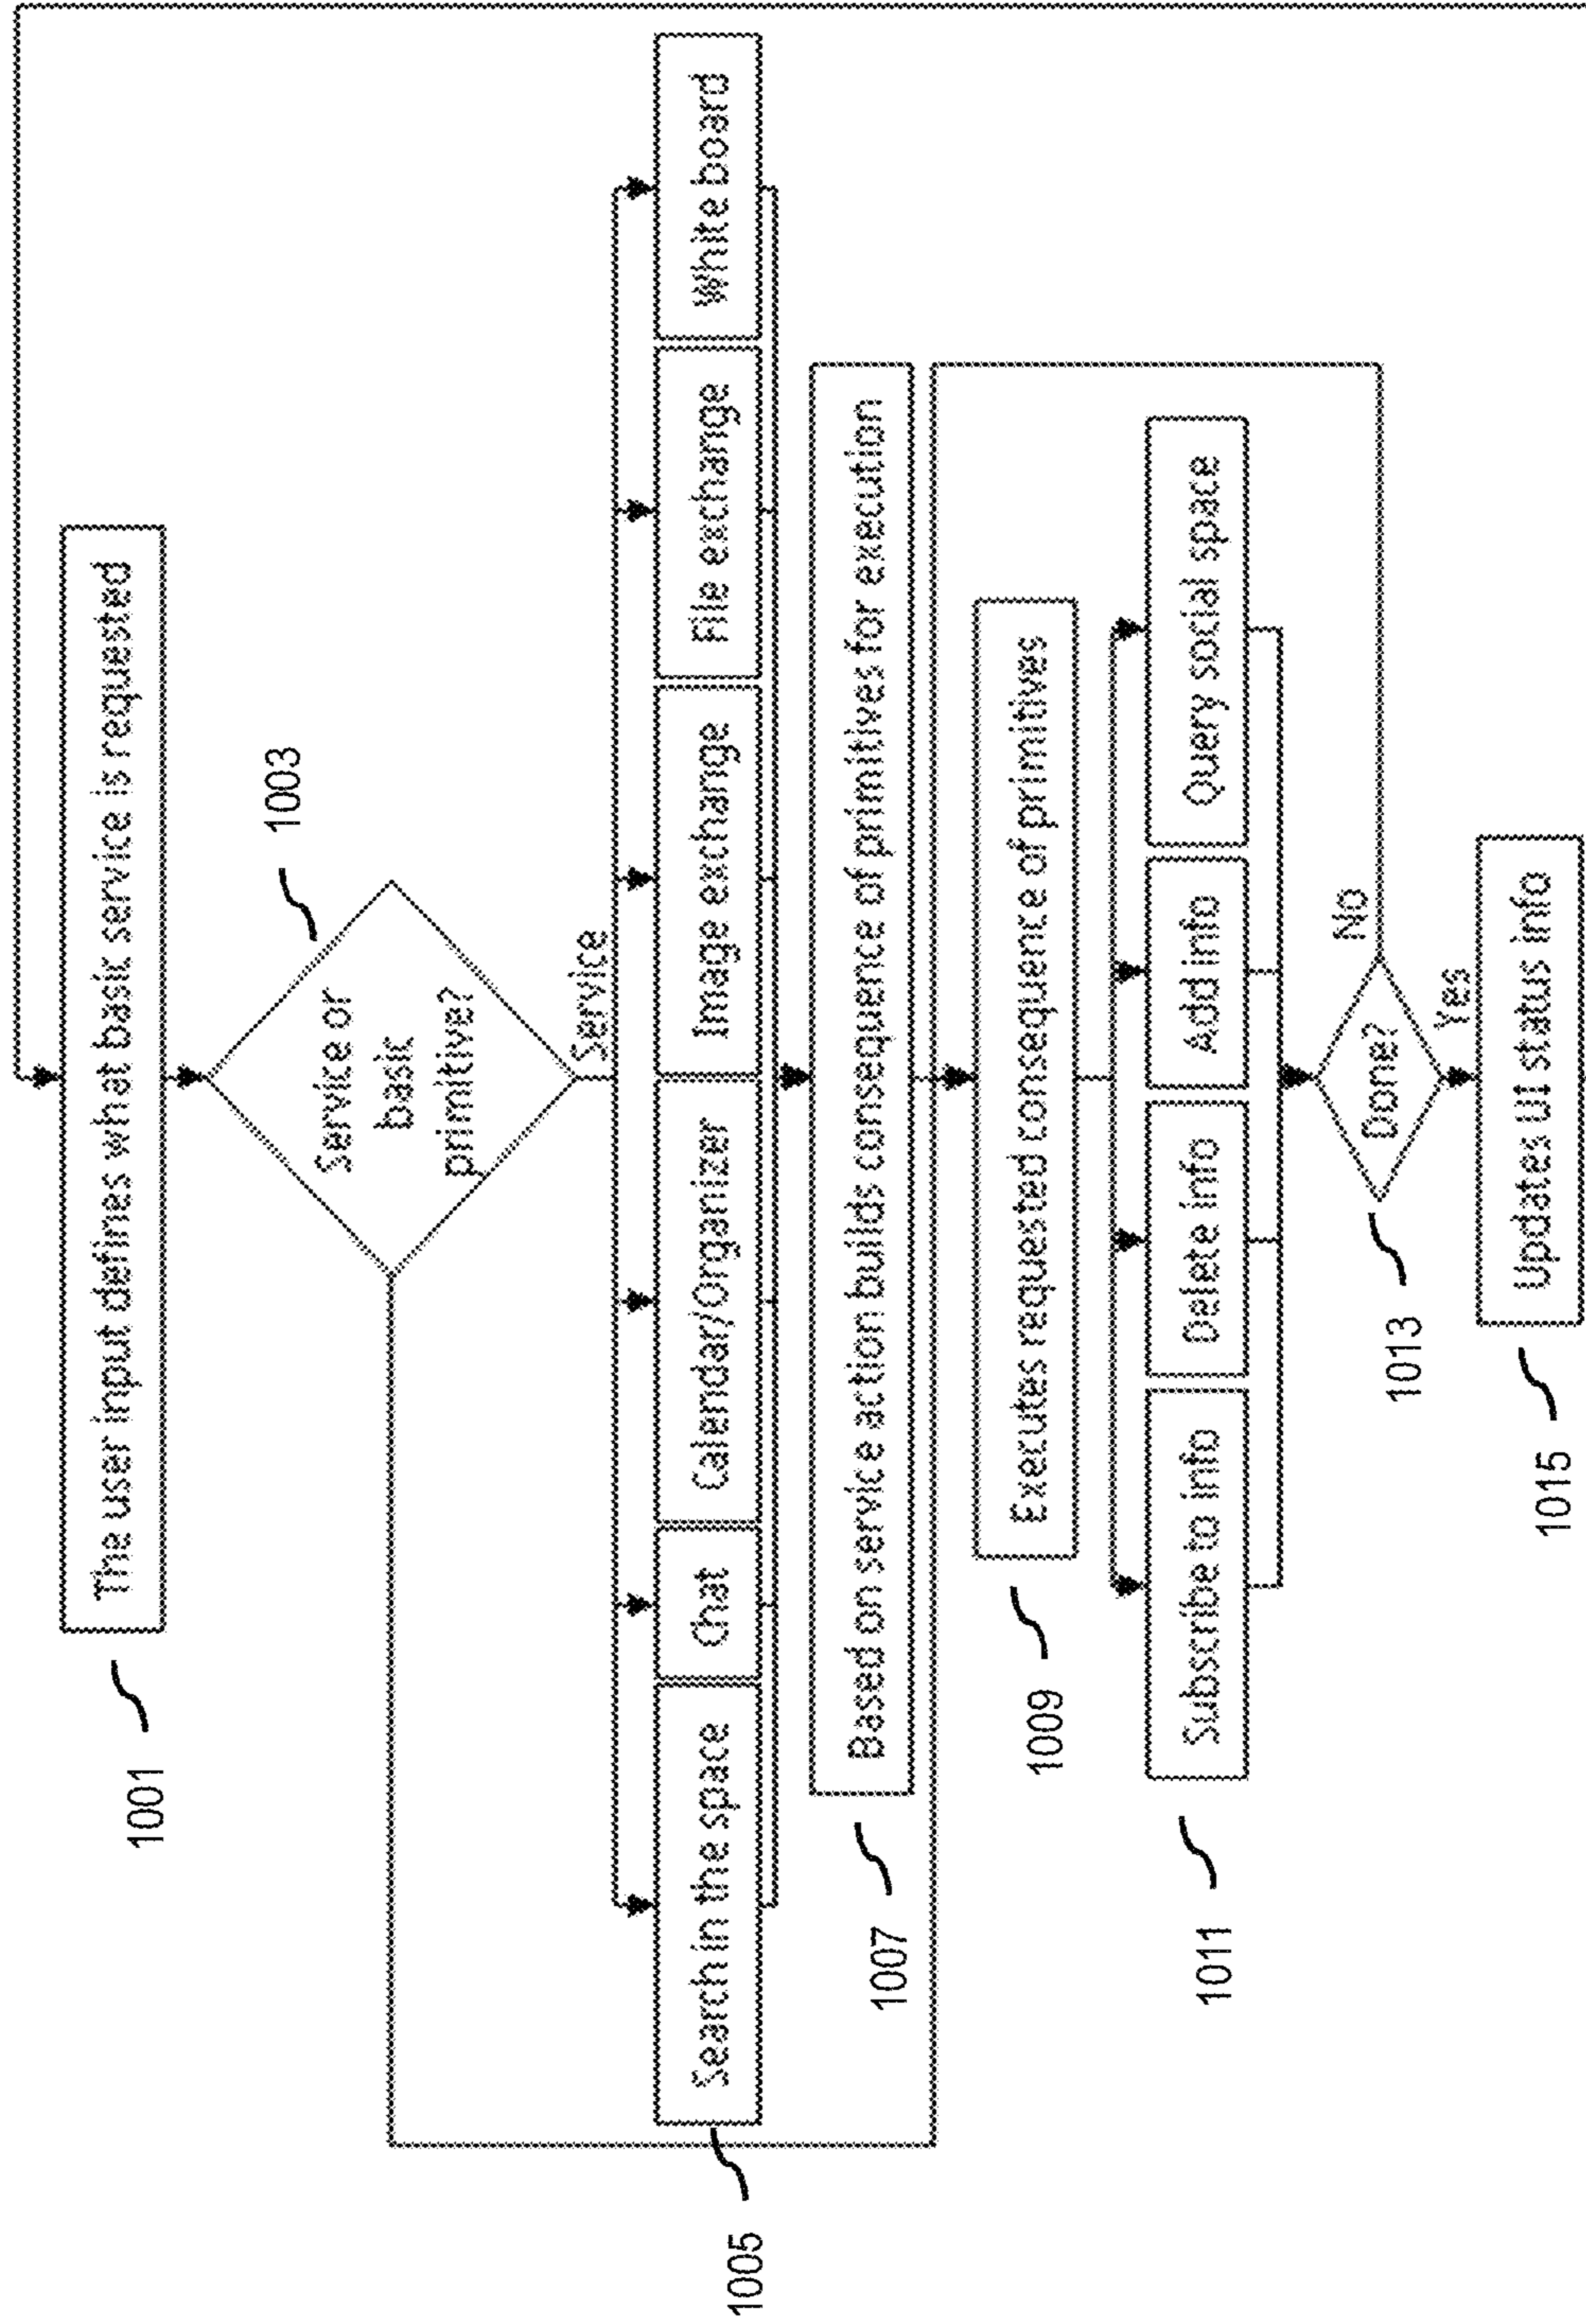 The user input defines what basic service is requested
1001
1003
Service or
basic
primitive?
Service
1005
Search in the space
Chat
Calendar/Organizer
Image exchange
File exchange
White board
1007
Based on service action builds consequence of primitives for execution
1009
Executes requested consequence of primitives
1011
Subscribe to info
Delete info
Add info
Query social space
1013
Done?
No
Yes
1015
Updates UI status info